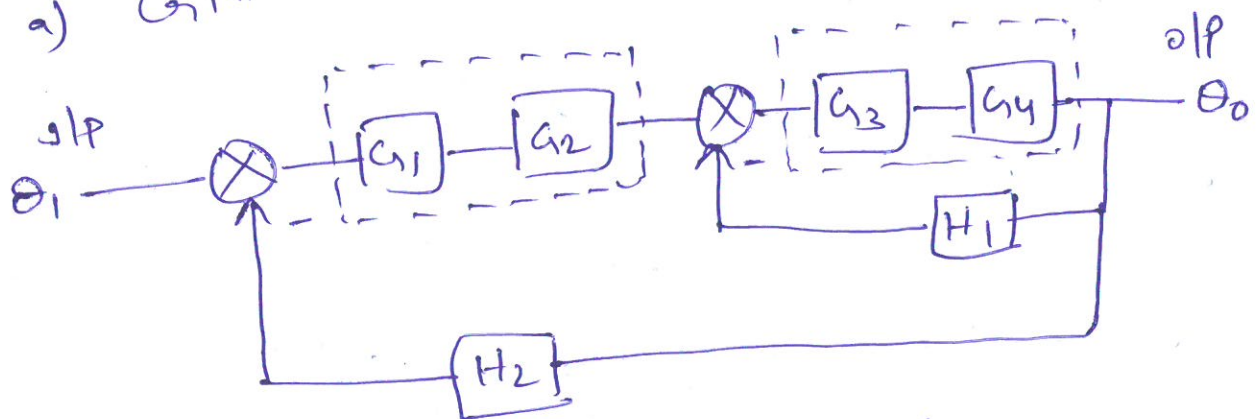 a)
o/p
i/p
θ₁ G₁ G₂ G₃ G₄ θ₀
H₁
H₂